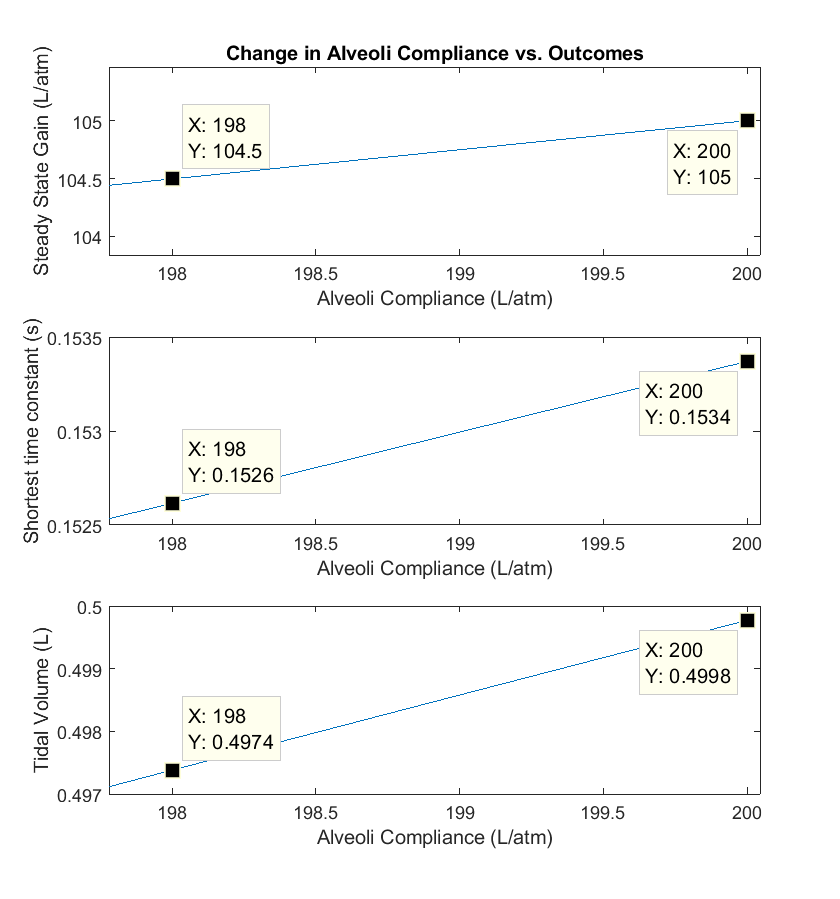 Change in Alveoli Compliance vs. Outcomes
Steady State Gain (L/atm)
105
104.5
104
X: 198
Y: 104.5
X: 200
Y: 105
198
198.5
199
199.5
200
Alveoli Compliance (L/atm)
Shortest time constant (s)
0.1535
0.153
0.1525
X: 198
Y: 0.1526
X: 200
Y: 0.1534
198
198.5
199
199.5
200
Alveoli Compliance (L/atm)
Tidal Volume (L)
0.5
0.499
0.498
0.497
X: 198
Y: 0.4974
X: 200
Y: 0.4998
198
198.5
199
199.5
200
Alveoli Compliance (L/atm)